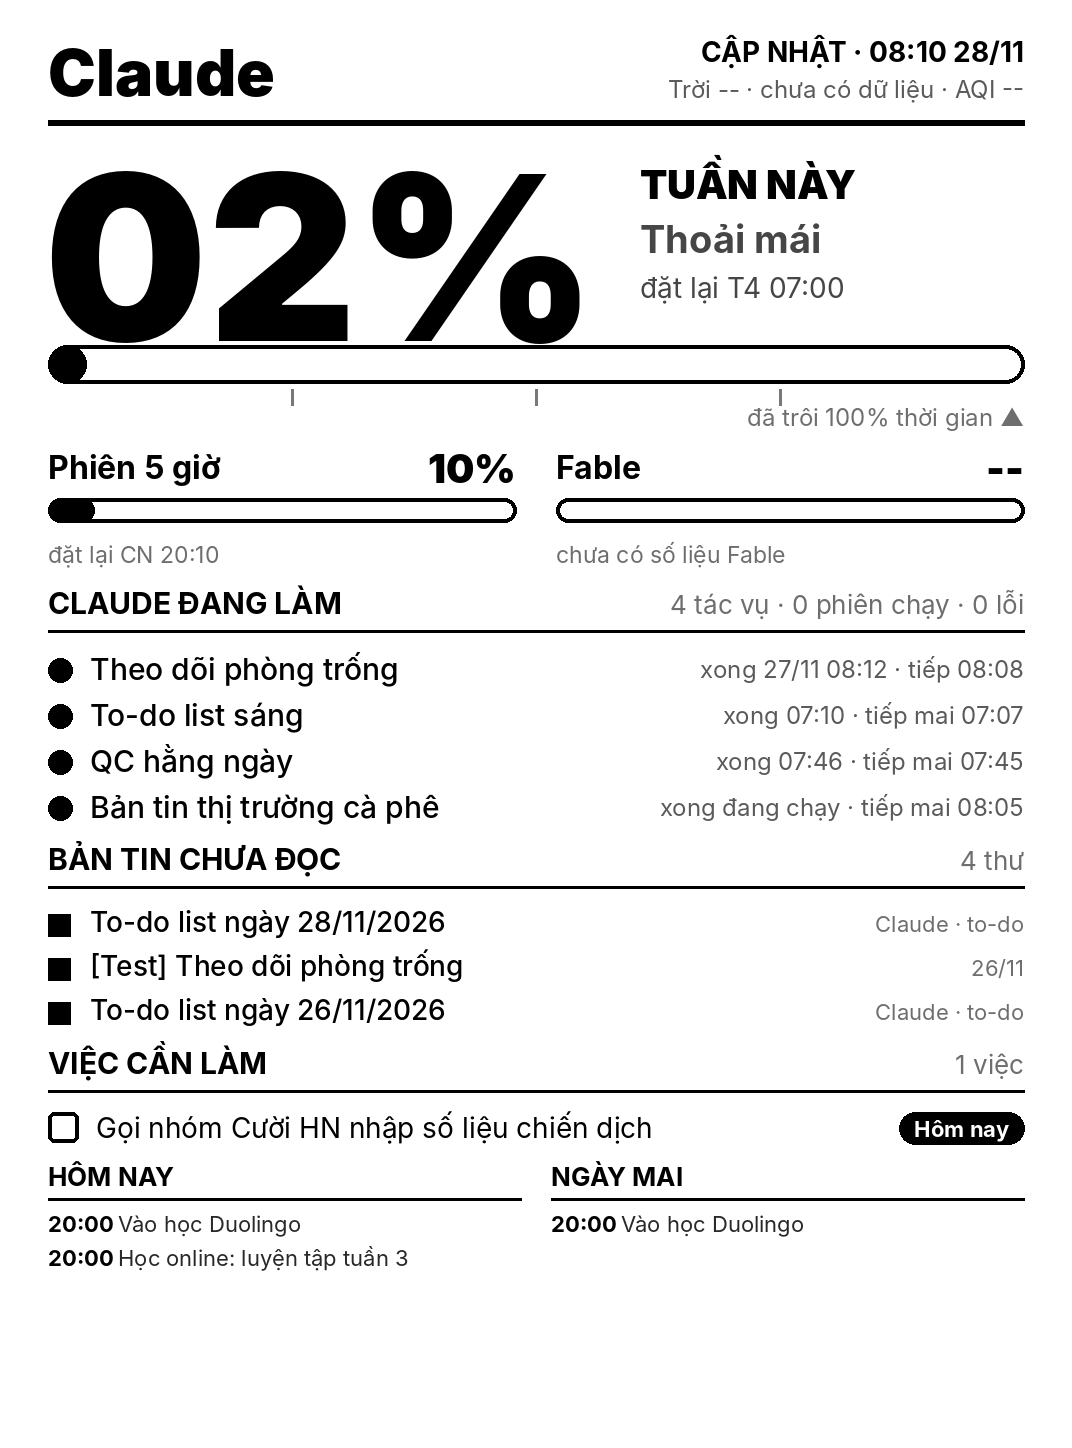 Claude
CẬP NHẬT · 08:10 28/11
Trời -- · chưa có dữ liệu · AQI --
02%
TUẦN NÀY
Thoải mái
đặt lại T4 07:00
đã trôi 100% thời gian ▲
Phiên 5 giờ 10%
đặt lại CN 20:10
Fable --
chưa có số liệu Fable
CLAUDE ĐANG LÀM 4 tác vụ · 0 phiên chạy · 0 lỗi
Theo dõi phòng trống xong 27/11 08:12 · tiếp 08:08
To-do list sáng xong 07:10 · tiếp mai 07:07
QC hằng ngày xong 07:46 · tiếp mai 07:45
Bản tin thị trường cà phê xong đang chạy · tiếp mai 08:05
BẢN TIN CHƯA ĐỌC 4 thư
To-do list ngày 28/11/2026 Claude · to-do
[Test] Theo dõi phòng trống 26/11
To-do list ngày 26/11/2026 Claude · to-do
VIỆC CẦN LÀM 1 việc
Gọi nhóm Cười HN nhập số liệu chiến dịch Hôm nay
HÔM NAY
20:00 Vào học Duolingo
20:00 Học online: luyện tập tuần 3
NGÀY MAI
20:00 Vào học Duolingo